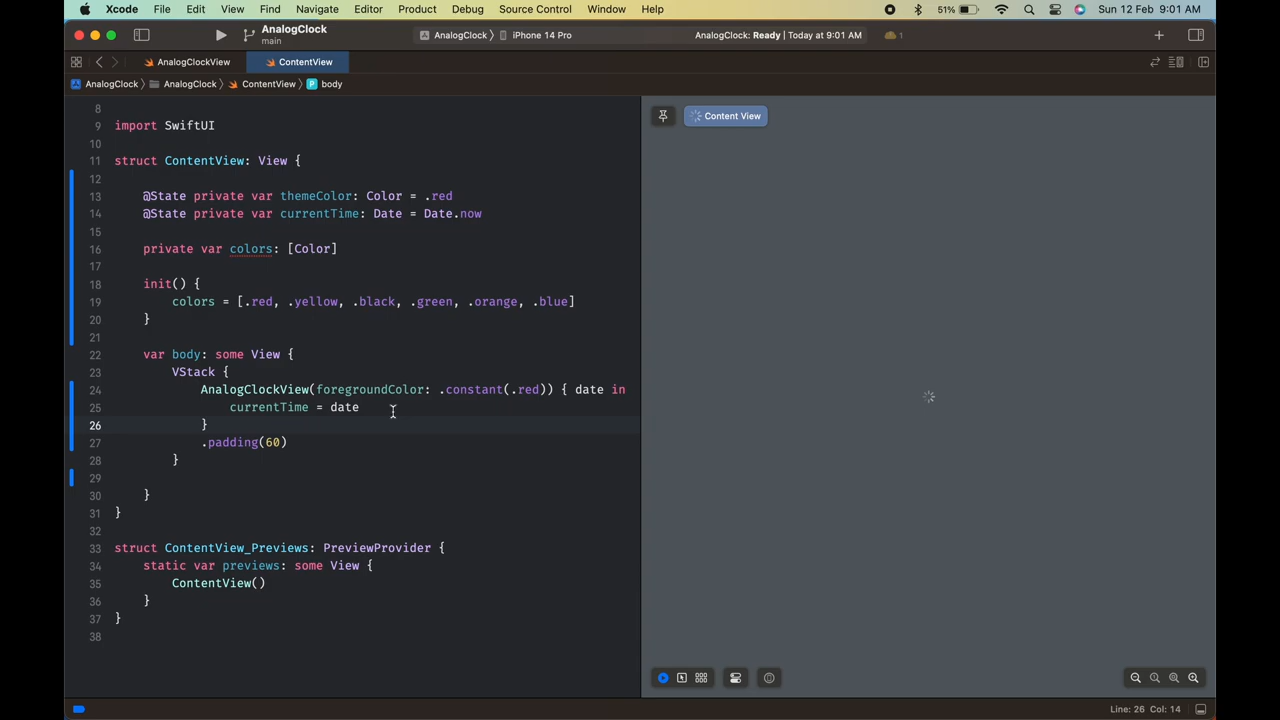 Xcode File Edit View Find Navigate Editor Product Debug Source Control Window Help 51% Sun 12 Feb 9:01 AM
AnalogClock
main
AnalogClock 〉 iPhone 14 Pro
AnalogClock: Ready | Today at 9:01 AM
1
AnalogClockView
ContentView
AnalogClock 〉 AnalogClock 〉 ContentView 〉 P body
8
9 import SwiftUI
10
11 struct ContentView: View {
12
13 @State private var themeColor: Color = .red
14 @State private var currentTime: Date = Date.now
15
16 private var colors: [Color]
17
18 init() {
19 colors = [.red, .yellow, .black, .green, .orange, .blue]
20 }
21
22 var body: some View {
23 VStack {
24 AnalogClockView(foregroundColor: .constant(.red)) { date in
25 currentTime = date
26 }
27 .padding(60)
28 }
29
30 }
31 }
32
33 struct ContentView_Previews: PreviewProvider {
34 static var previews: some View {
35 ContentView()
36 }
37 }
38
Content View
Line: 26 Col: 14